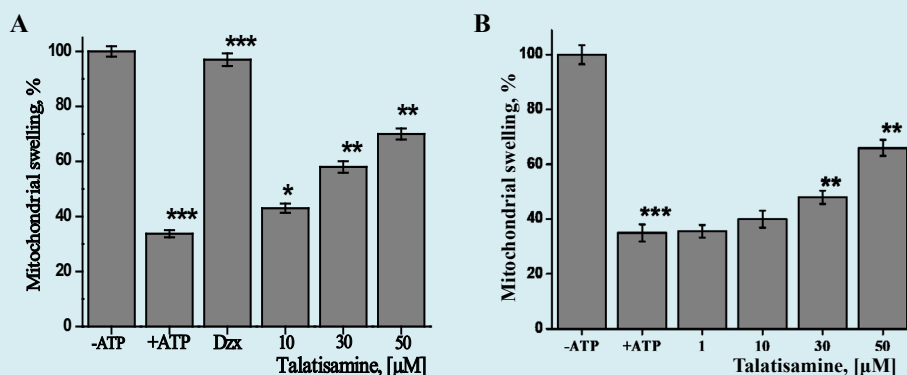 A
Mitochondrial swelling, %
100
80
60
40
20
0
***
***
*
**
**
-ATP +ATP Dzx 10 30 50
Talatisamine, [μM]
B
Mitochondrial swelling, %
100
80
60
40
20
0
***
**
**
-ATP +ATP 1 10 30 50
Talatisamine, [μM]